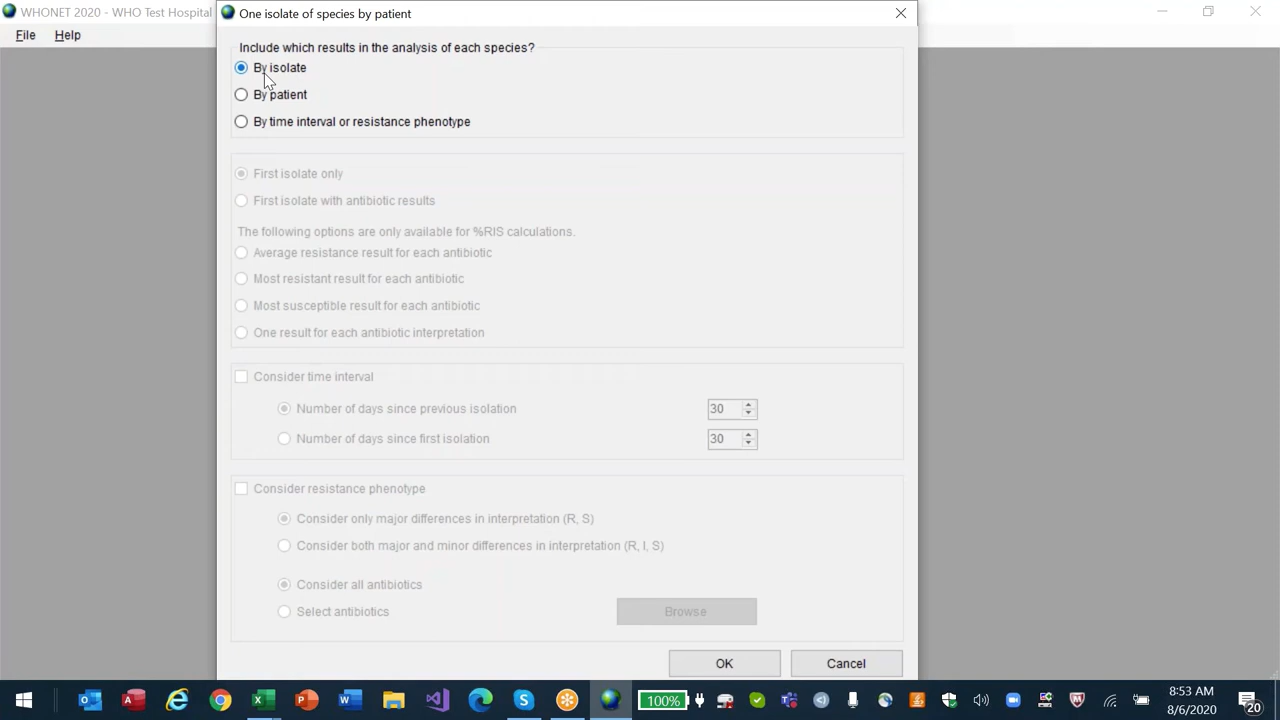 WHONET 2020 - WHO Test Hospital
One isolate of species by patient
File Help
Include which results in the analysis of each species?
By isolate
By patient
By time interval or resistance phenotype
First isolate only
First isolate with antibiotic results
The following options are only available for %RIS calculations.
Average resistance result for each antibiotic
Most resistant result for each antibiotic
Most susceptible result for each antibiotic
One result for each antibiotic interpretation
Consider time interval
Number of days since previous isolation 30
Number of days since first isolation 30
Consider resistance phenotype
Consider only major differences in interpretation (R, S)
Consider both major and minor differences in interpretation (R, I, S)
Consider all antibiotics
Select antibiotics Browse
OK Cancel
100%
8:53 AM
8/6/2020
20